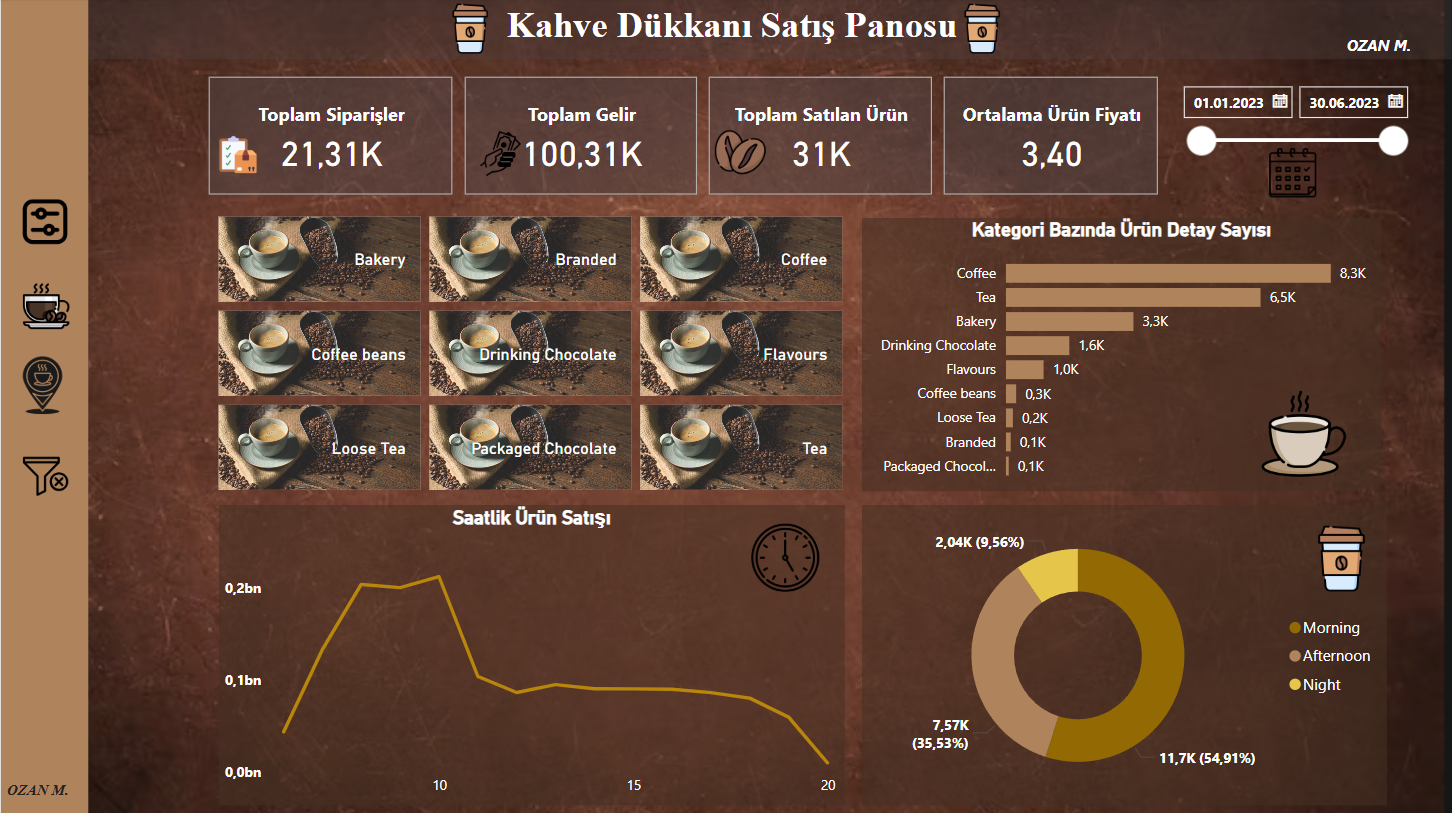 Kahve Dükkanı Satış Panosu
OZAN M.
Toplam Siparişler
21,31K
Toplam Gelir
100,31K
Toplam Satılan Ürün
31K
Ortalama Ürün Fiyatı
3,40
01.01.2023
30.06.2023
Bakery
Branded
Coffee
Coffee beans
Drinking Chocolate
Flavours
Loose Tea
Packaged Chocolate
Tea
Kategori Bazında Ürün Detay Sayısı
Coffee 8,3K
Tea 6,5K
Bakery 3,3K
Drinking Chocolate 1,6K
Flavours 1,0K
Coffee beans 0,3K
Loose Tea 0,2K
Branded 0,1K
Packaged Chocol... 0,1K
Saatlik Ürün Satışı
0,2bn
0,1bn
0,0bn
10 15 20
2,04K (9,56%)
7,57K
(35,53%)
11,7K (54,91%)
Morning
Afternoon
Night
OZAN M.